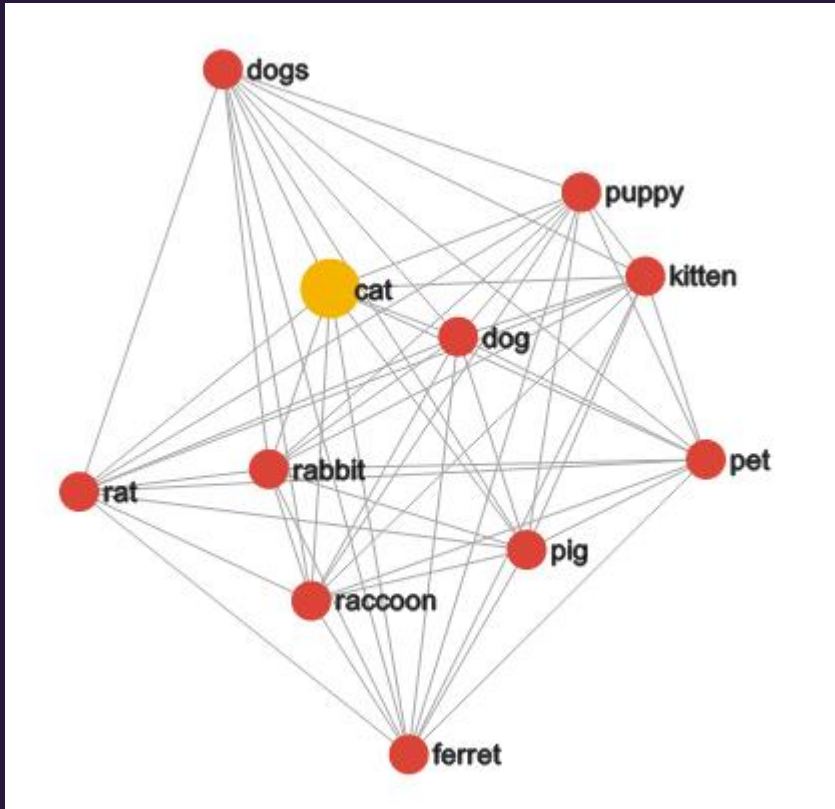 dogs
puppy
kitten
cat
dog
pet
rabbit
rat
pig
raccoon
ferret